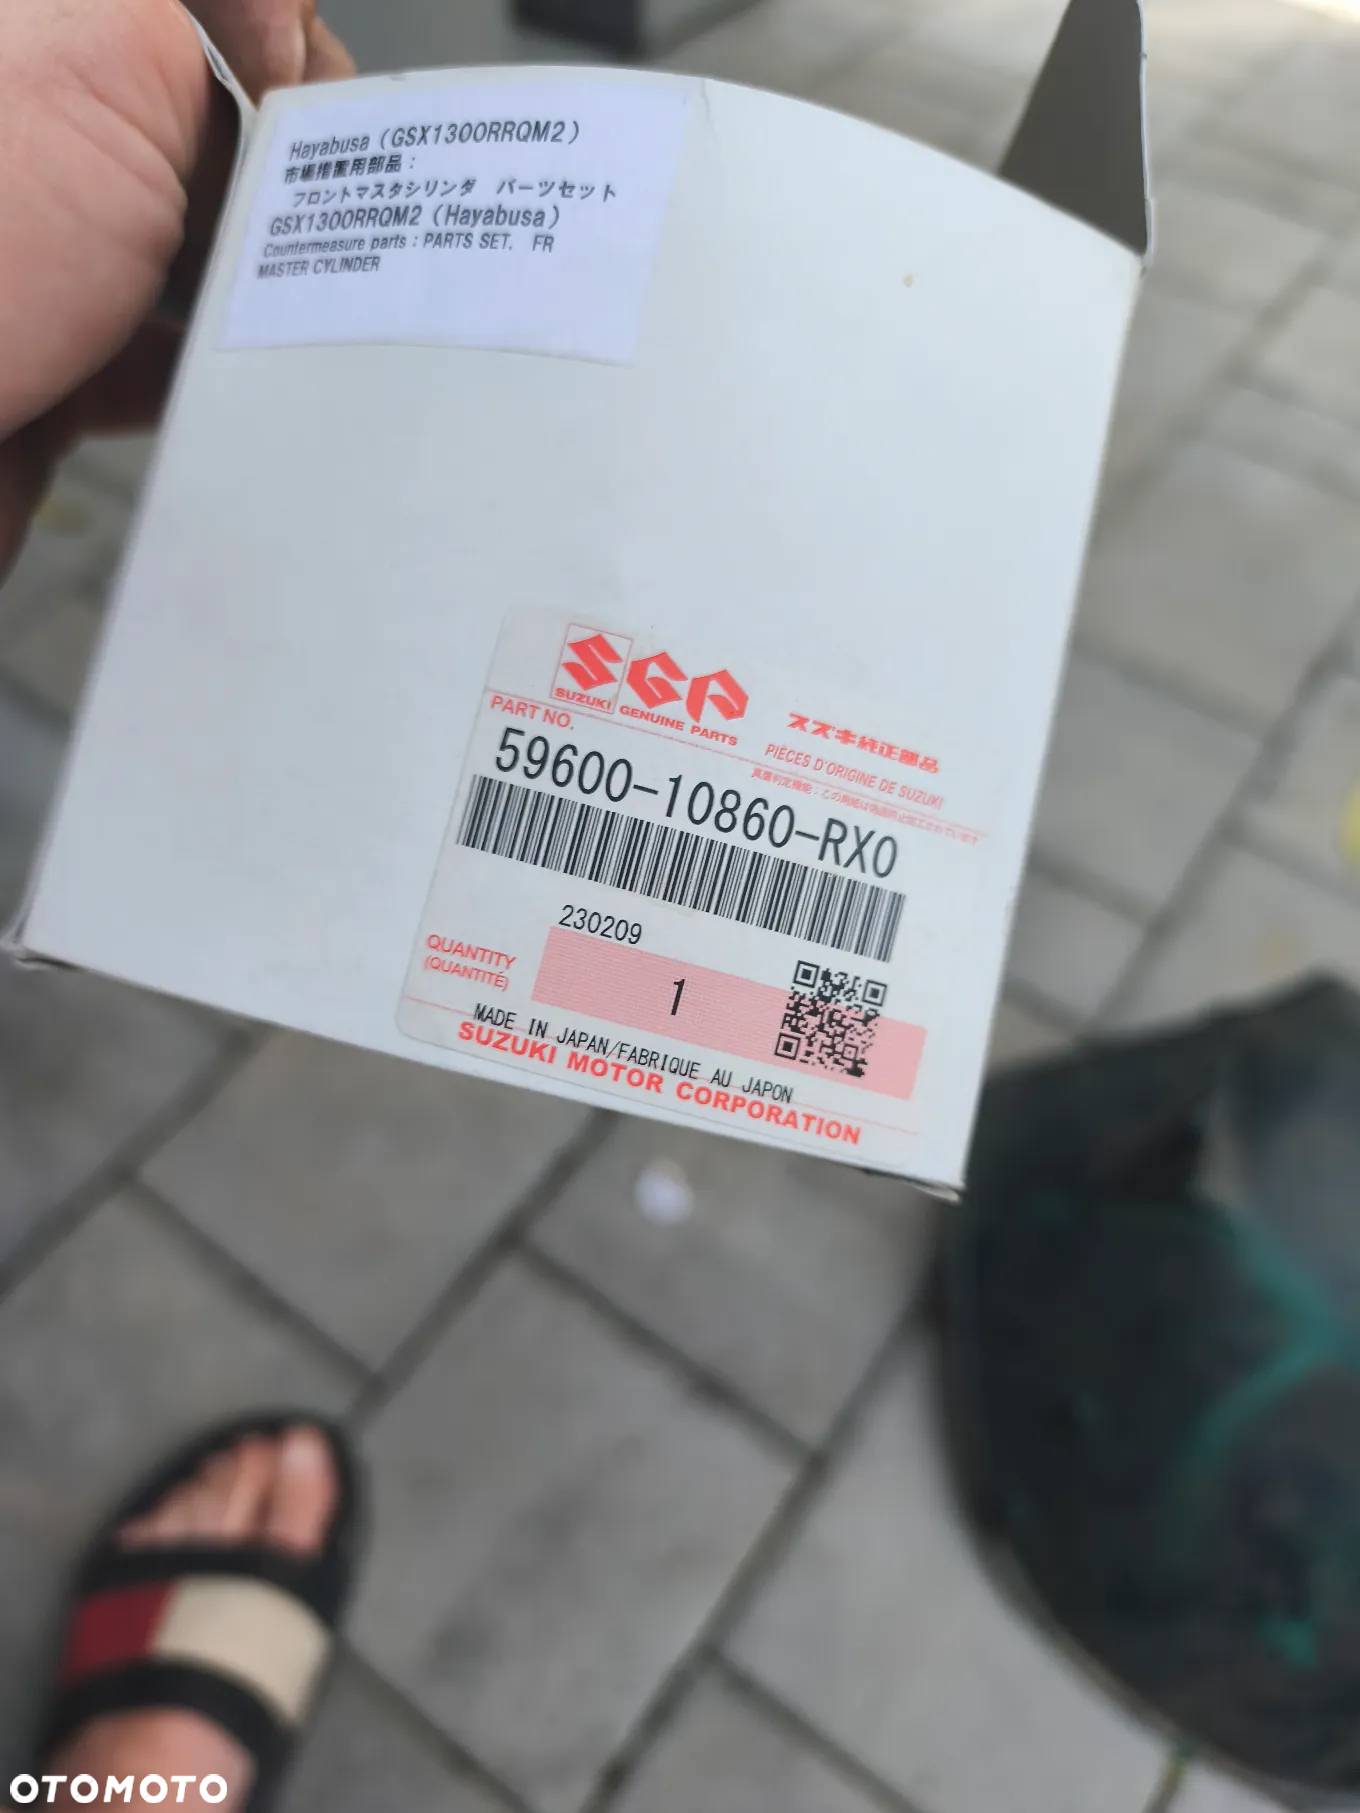 Hayabusa (GSX1300RRQM2)
市場措置用部品：
フロントマスタシリンダ パーツセット
GSX1300RRQM2 (Hayabusa)
Countermeasure parts : PARTS SET, FR
MASTER CYLINDER
SUZUKI GENUINE PARTS
スズキ純正部品
PIÈCES D'ORIGINE DE SUZUKI
PART NO.
59600-10860-RX0
230209
QUANTITY
(QUANTITÉ)
1
MADE IN JAPAN/FABRIQUE AU JAPON
SUZUKI MOTOR CORPORATION
OTOMOTO